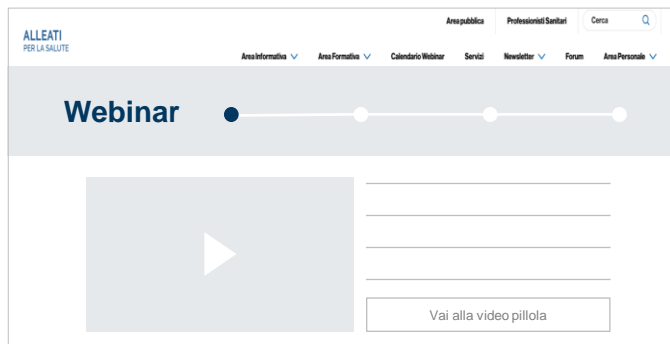 Area pubblica Professionisti Sanitari Cerca
ALLEATI
PER LA SALUTE
Area Informativa Area Formativa Calendario Webinar Servizi Newsletter Forum Area Personale
Webinar
Vai alla video pillola